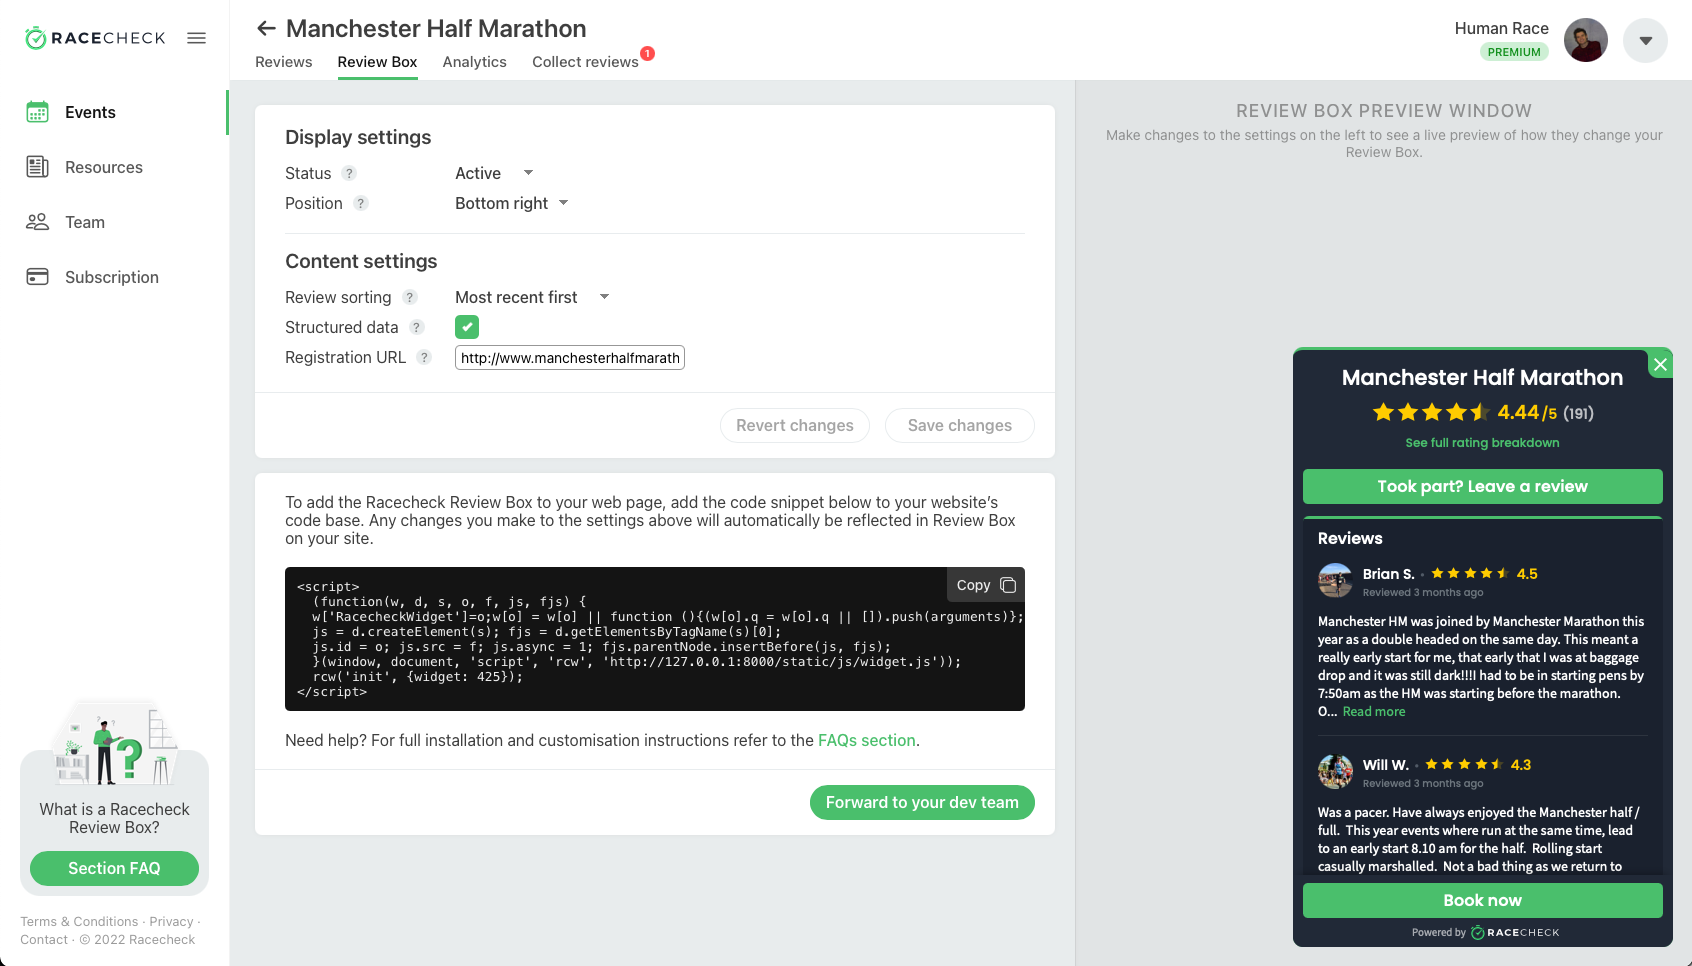 RACECHECK
Events
Resources
Team
Subscription
What is a Racecheck
Review Box?
Section FAQ
Terms & Conditions · Privacy ·
Contact · © 2022 Racecheck
Manchester Half Marathon
Reviews
Review Box
Analytics
Collect reviews
1
Human Race
PREMIUM
Display settings
Status ?
Active
Position ?
Bottom right
Content settings
Review sorting ?
Most recent first
Structured data ?
Registration URL ?
http://www.manchesterhalfmarath
Revert changes
Save changes
To add the Racecheck Review Box to your web page, add the code snippet below to your website’s
code base. Any changes you make to the settings above will automatically be reflected in Review Box
on your site.
Copy
<script>
(function(w, d, s, o, f, js, fjs) {
w['RacecheckWidget']=o;w[o] = w[o] || function (){(w[o].q = w[o].q || []).push(arguments)};
js = d.createElement(s); fjs = d.getElementsByTagName(s)[0];
js.id = o; js.src = f; js.async = 1; fjs.parentNode.insertBefore(js, fjs);
}(window, document, 'script', 'rcw', 'http://127.0.0.1:8000/static/js/widget.js'));
rcw('init', {widget: 425});
</script>
Need help? For full installation and customisation instructions refer to the FAQs section.
Forward to your dev team
REVIEW BOX PREVIEW WINDOW
Make changes to the settings on the left to see a live preview of how they change your
Review Box.
Manchester Half Marathon
4.44/5 (191)
See full rating breakdown
Took part? Leave a review
Reviews
Brian S. · 4.5
Reviewed 3 months ago
Manchester HM was joined by Manchester Marathon this
year as a double headed on the same day. This meant a
really early start for me, that early that I was at baggage
drop and it was still dark!!!I had to be in starting pens by
7:50am as the HM was starting before the marathon.
O... Read more
Will W. · 4.3
Reviewed 3 months ago
Was a pacer. Have always enjoyed the Manchester half /
full. This year events where run at the same time, lead
to an early start 8.10 am for the half. Rolling start
casually marshalled. Not a bad thing as we return to
Book now
Powered by RACECHECK